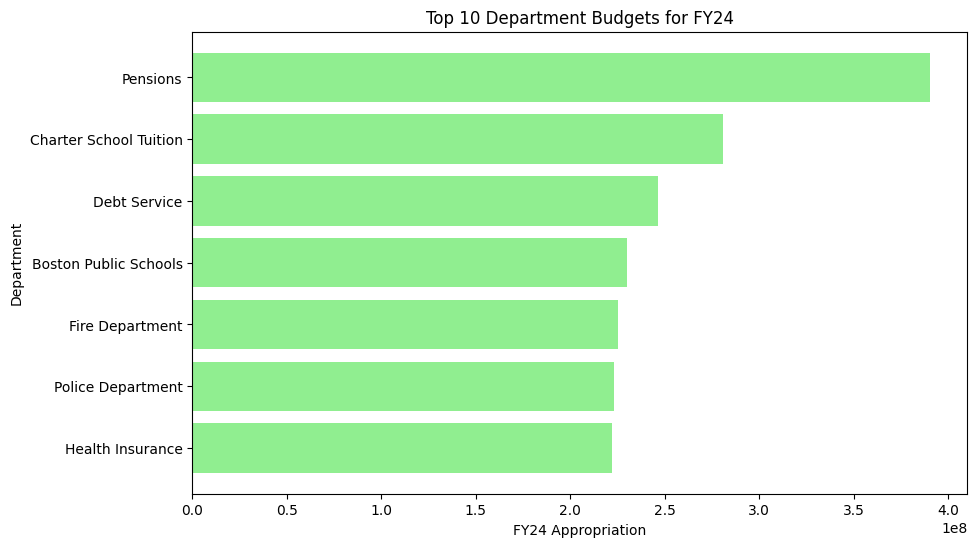 Top 10 Department Budgets for FY24
Department
Pensions
Charter School Tuition
Debt Service
Boston Public Schools
Fire Department
Police Department
Health Insurance
0.0 0.5 1.0 1.5 2.0 2.5 3.0 3.5 4.0
1e8
FY24 Appropriation